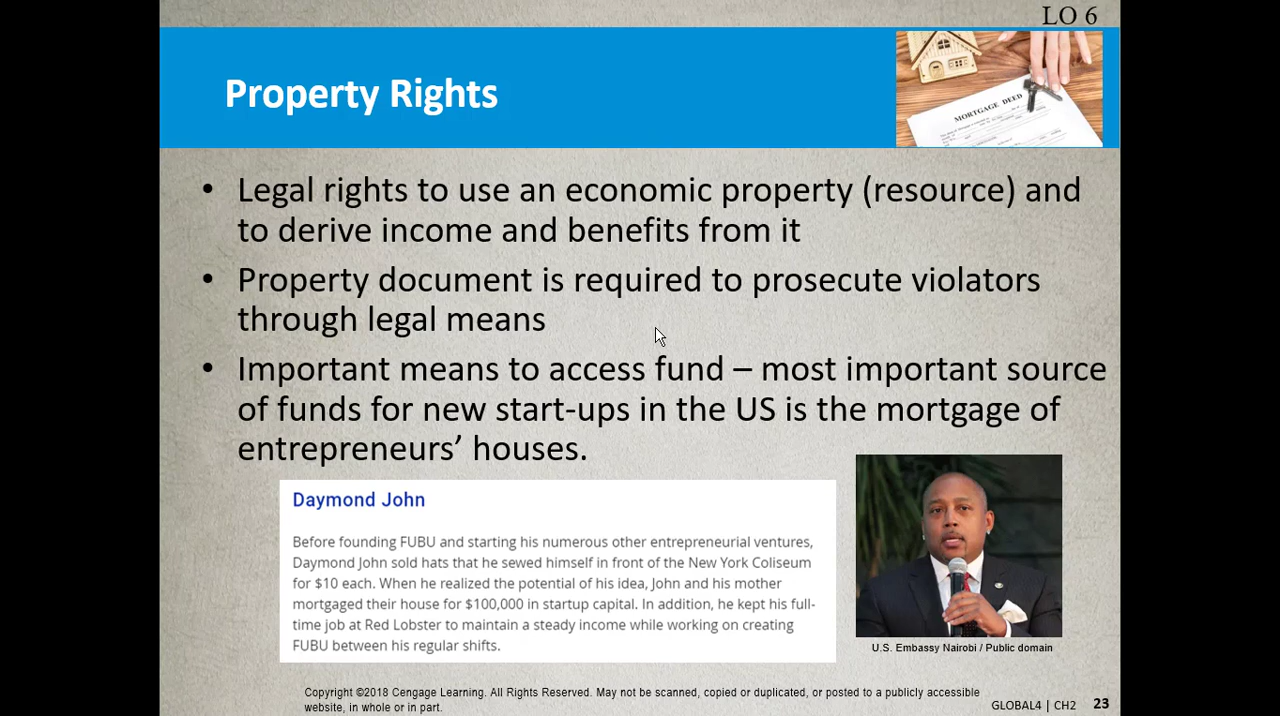 LO 6
Property Rights
MORTGAGE DEED
• Legal rights to use an economic property (resource) and
to derive income and benefits from it
• Property document is required to prosecute violators
through legal means
• Important means to access fund – most important source
of funds for new start-ups in the US is the mortgage of
entrepreneurs’ houses.
Daymond John
Before founding FUBU and starting his numerous other entrepreneurial ventures,
Daymond John sold hats that he sewed himself in front of the New York Coliseum
for $10 each. When he realized the potential of his idea, John and his mother
mortgaged their house for $100,000 in startup capital. In addition, he kept his full-
time job at Red Lobster to maintain a steady income while working on creating
FUBU between his regular shifts.
U.S. Embassy Nairobi / Public domain
Copyright ©2018 Cengage Learning. All Rights Reserved. May not be scanned, copied or duplicated, or posted to a publicly accessible
website, in whole or in part.
GLOBAL4 | CH2 23